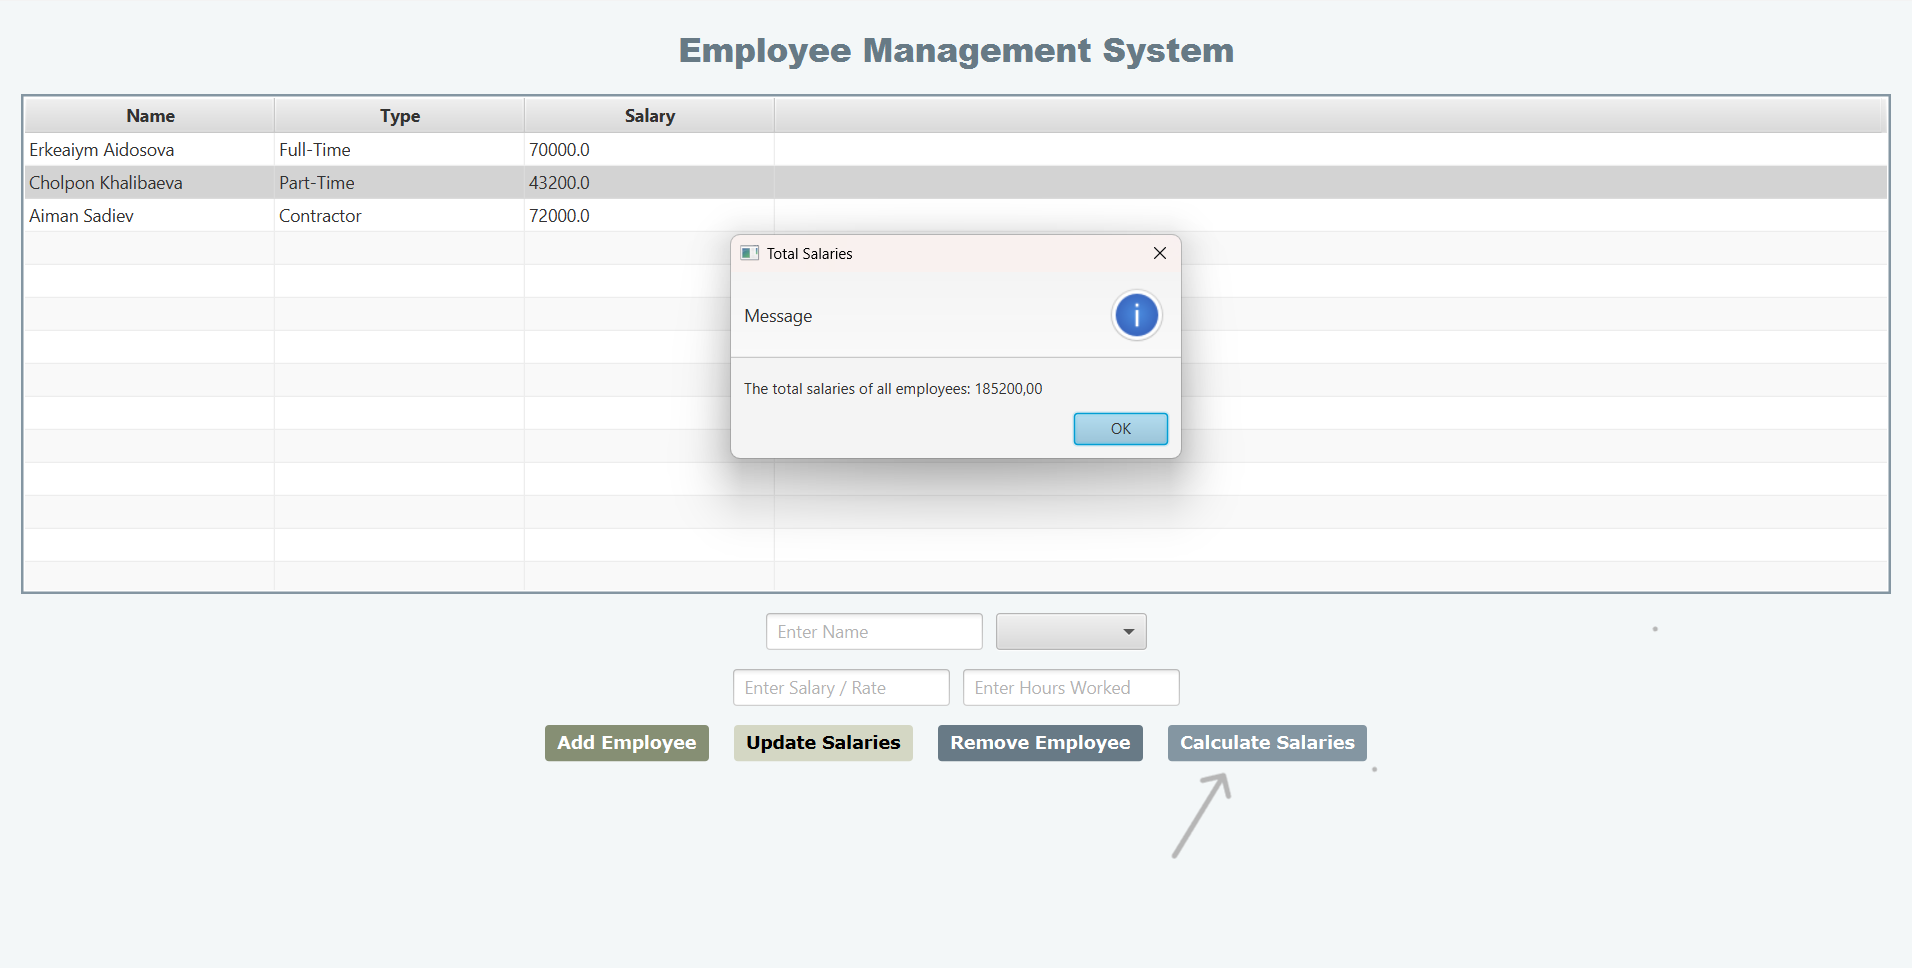 Employee Management System
Name Type Salary
Erkeaiym Aidosova Full-Time 70000.0
Cholpon Khalibaeva Part-Time 43200.0
Aiman Sadiev Contractor 72000.0
Total Salaries
Message
The total salaries of all employees: 185200,00
OK
Enter Name
Enter Salary / Rate Enter Hours Worked
Add Employee Update Salaries Remove Employee Calculate Salaries